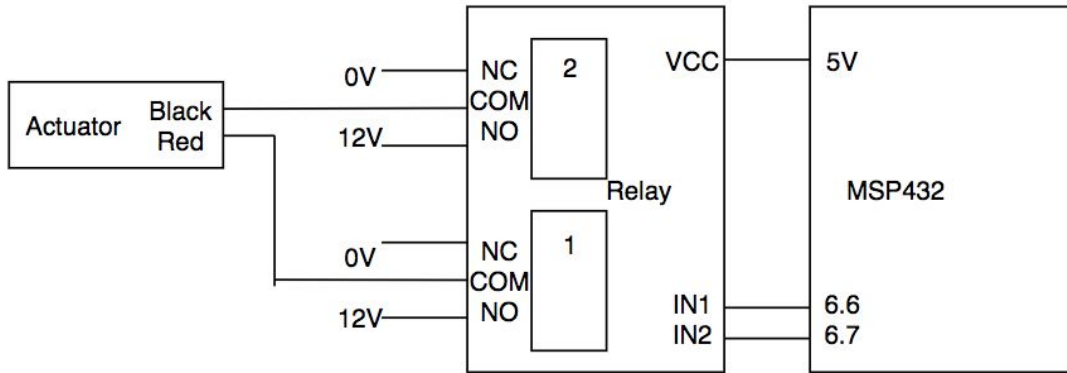 Actuator
Black
Red
0V
12V
0V
12V
NC
COM
NO
2
Relay
NC
COM
NO
1
VCC
IN1
IN2
5V
MSP432
6.6
6.7